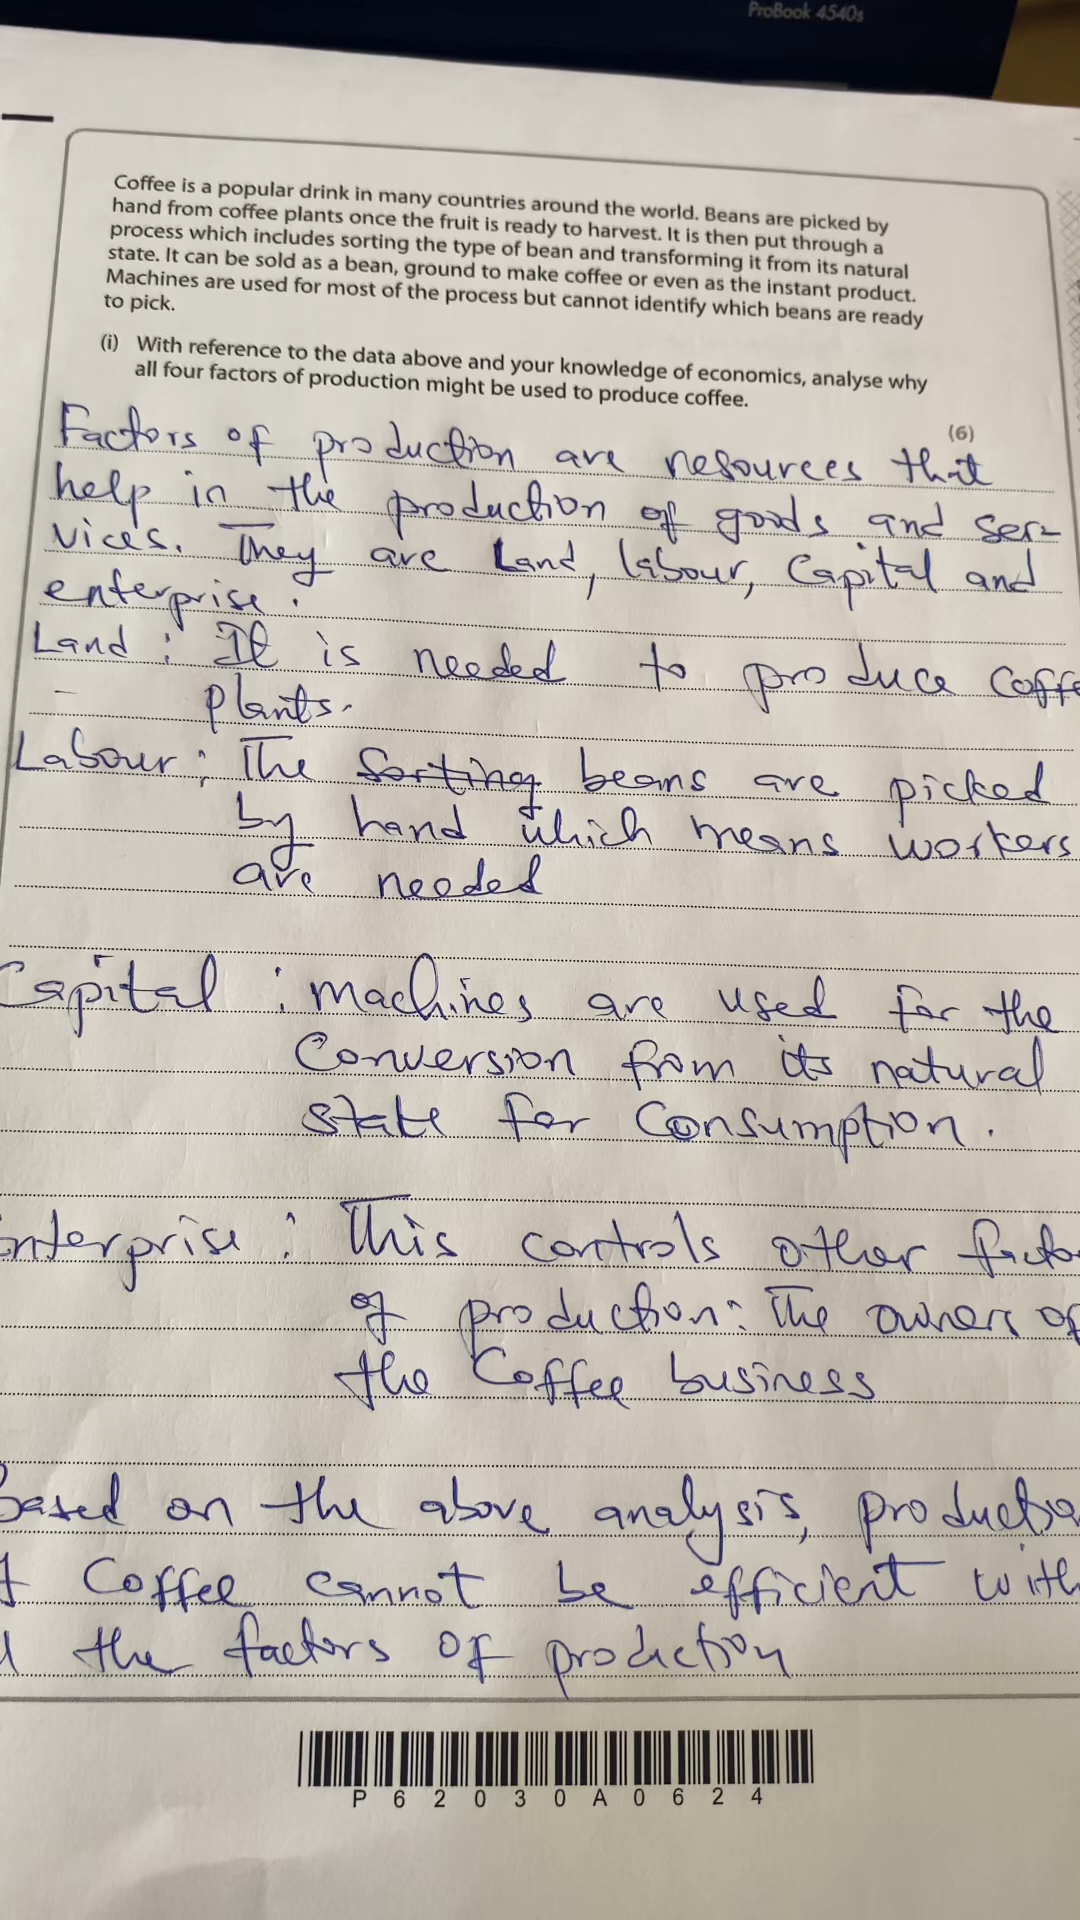 ProBook 4540s
Coffee is a popular drink in many countries around the world. Beans are picked by
hand from coffee plants once the fruit is ready to harvest. It is then put through a
process which includes sorting the type of bean and transforming it from its natural
state. It can be sold as a bean, ground to make coffee or even as the instant product.
Machines are used for most of the process but cannot identify which beans are ready
to pick.
(i) With reference to the data above and your knowledge of economics, analyse why
all four factors of production might be used to produce coffee.
(6)
Factors of production are resources that
help in the production of goods and ser-
vices. They are Land, labour, Capital and
enterprise.
Land : It is needed to produce Coffe
plants.
Labour : The sorting beans are picked
by hand which means workers
are needed
Capital : machines are used for the
Conversion from its natural
state for Consumption.
Enterprise : This controls other facto
of production: The owners of
the Coffee business
Based on the above analysis, productio
Coffee cannot be efficient with
the factors of production
P62030A0624